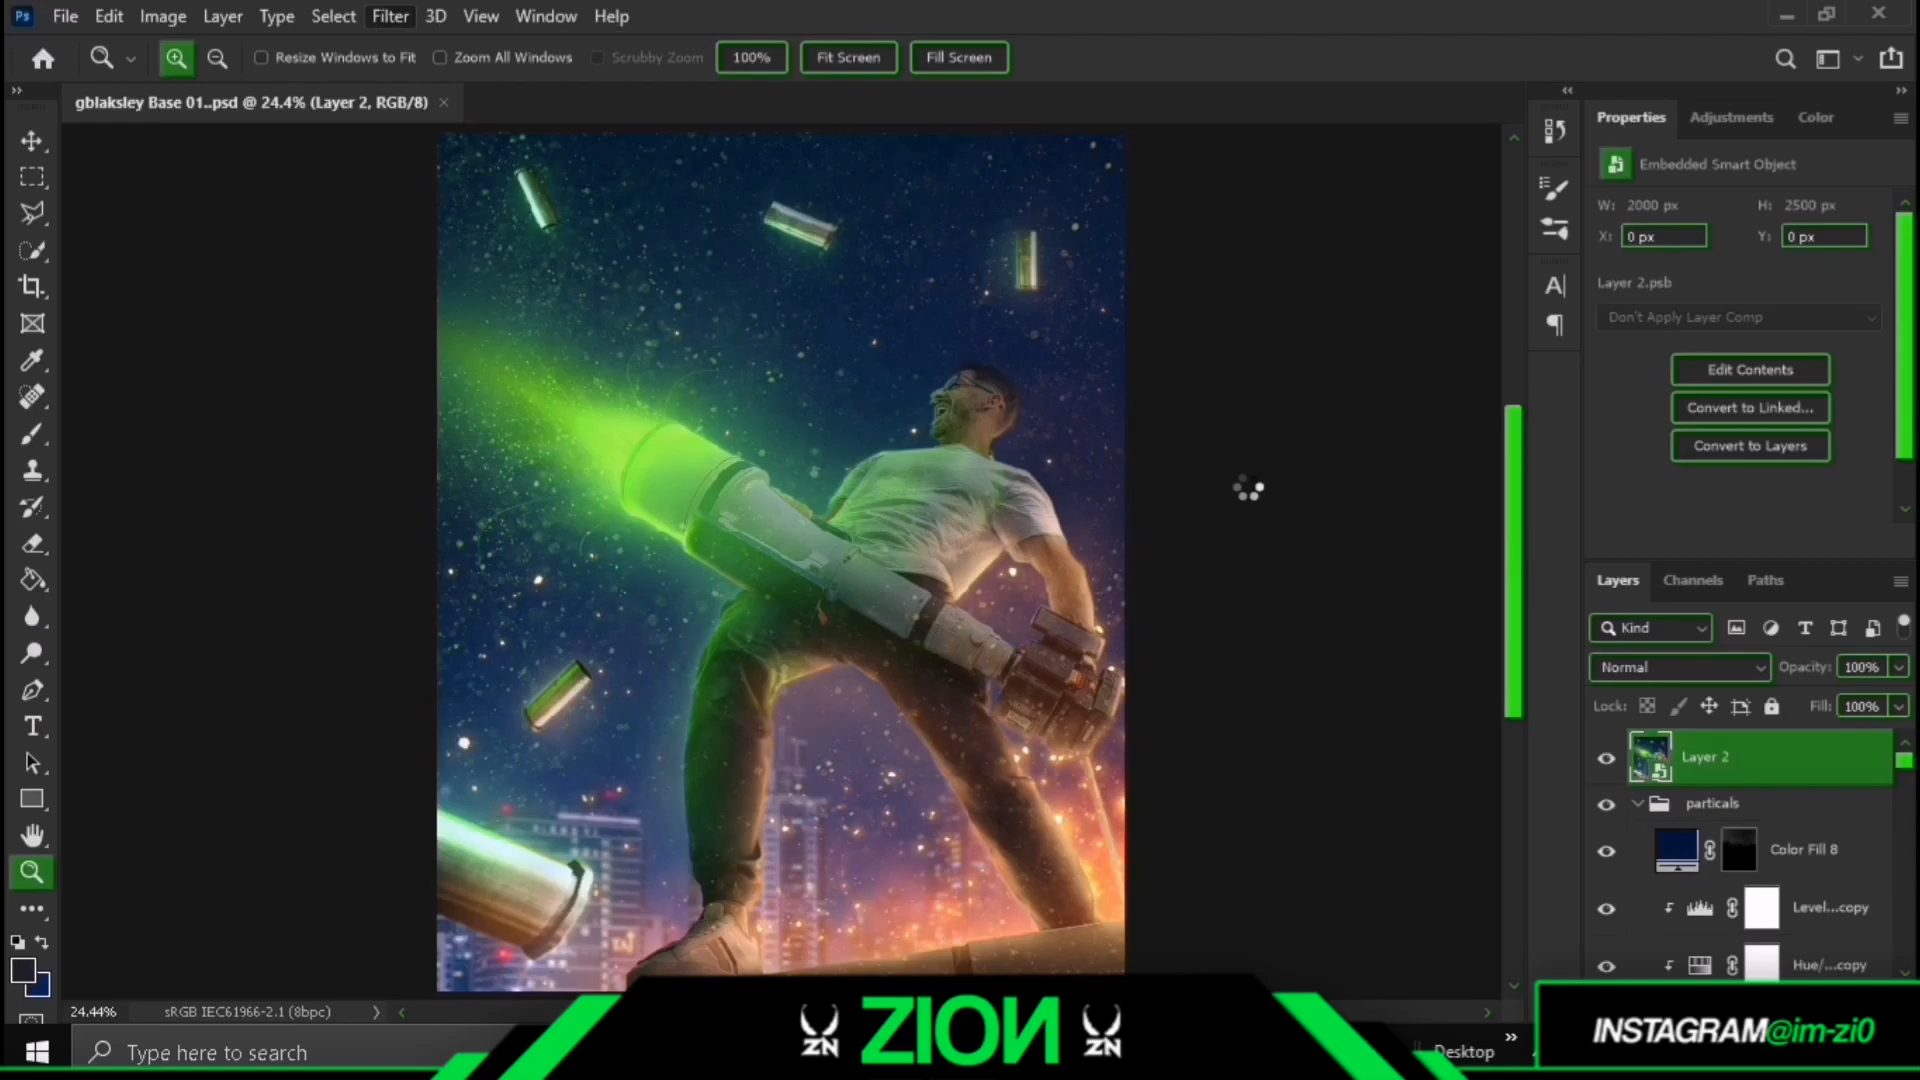 Ps File Edit Image Layer Type Select Filter 3D View Window Help
Resize Windows to Fit Zoom All Windows Scrubby Zoom 100% Fit Screen Fill Screen
gblaksley Base 01..psd @ 24.4% (Layer 2, RGB/8) ×
Properties Adjustments Color
Embedded Smart Object
W: 2000 px H: 2500 px
X: 0 px Y: 0 px
Layer 2.psb
Don't Apply Layer Comp
Edit Contents
Convert to Linked...
Convert to Layers
Layers Channels Paths
Kind
Normal Opacity: 100%
Lock: Fill: 100%
Layer 2
particals
Color Fill 8
Level...copy
Hue/...copy
24.44% sRGB IEC61966-2.1 (8bpc)
ZN ZION ZN
INSTAGRAM@im-zi0
Type here to search
Desktop